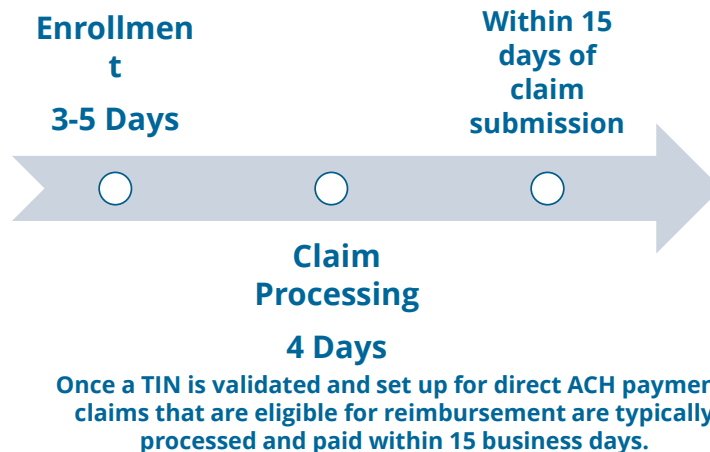 Enrollmen
t
3-5 Days
Within 15
days of
claim
submission
Claim
Processing
4 Days
Once a TIN is validated and set up for direct ACH paymen
claims that are eligible for reimbursement are typically
processed and paid within 15 business days.